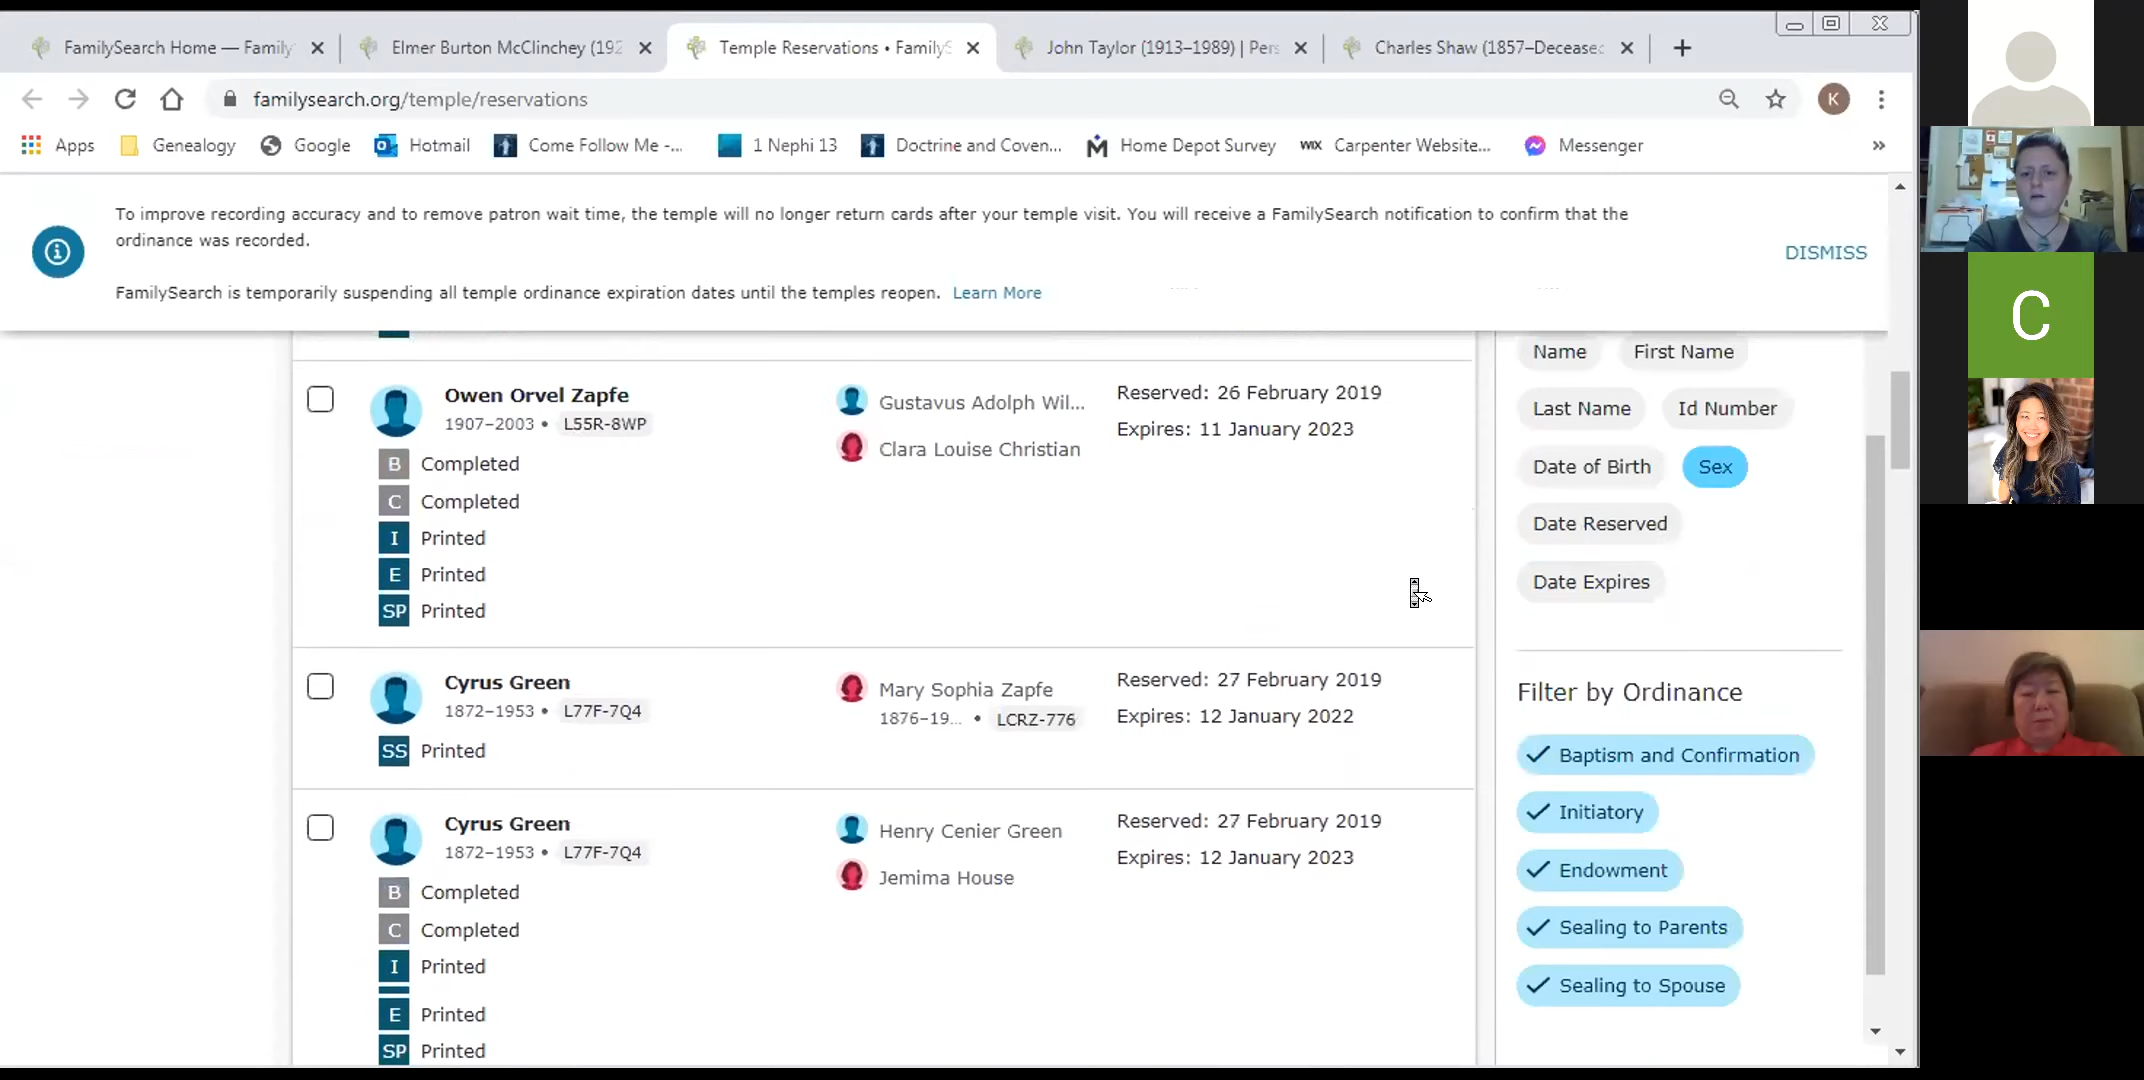 FamilySearch Home — Family
Elmer Burton McClinchey (192
Temple Reservations • FamilyS
John Taylor (1913–1989) | Pers
Charles Shaw (1857–Deceased
familysearch.org/temple/reservations
K
Apps
Genealogy
Google
Hotmail
Come Follow Me -...
1 Nephi 13
Doctrine and Coven...
Home Depot Survey
WIX Carpenter Website...
Messenger
»
To improve recording accuracy and to remove patron wait time, the temple will no longer return cards after your temple visit. You will receive a FamilySearch notification to confirm that the
ordinance was recorded.
DISMISS
FamilySearch is temporarily suspending all temple ordinance expiration dates until the temples reopen. Learn More
Owen Orvel Zapfe
1907–2003 • L55R-8WP
B Completed
C Completed
I Printed
E Printed
SP Printed
Gustavus Adolph Wil...
Clara Louise Christian
Reserved: 26 February 2019
Expires: 11 January 2023
Cyrus Green
1872–1953 • L77F-7Q4
SS Printed
Mary Sophia Zapfe
1876–19... • LCRZ-776
Reserved: 27 February 2019
Expires: 12 January 2022
Cyrus Green
1872–1953 • L77F-7Q4
B Completed
C Completed
I Printed
E Printed
SP Printed
Henry Cenier Green
Jemima House
Reserved: 27 February 2019
Expires: 12 January 2023
Name First Name
Last Name Id Number
Date of Birth Sex
Date Reserved
Date Expires
Filter by Ordinance
Baptism and Confirmation
Initiatory
Endowment
Sealing to Parents
Sealing to Spouse
C